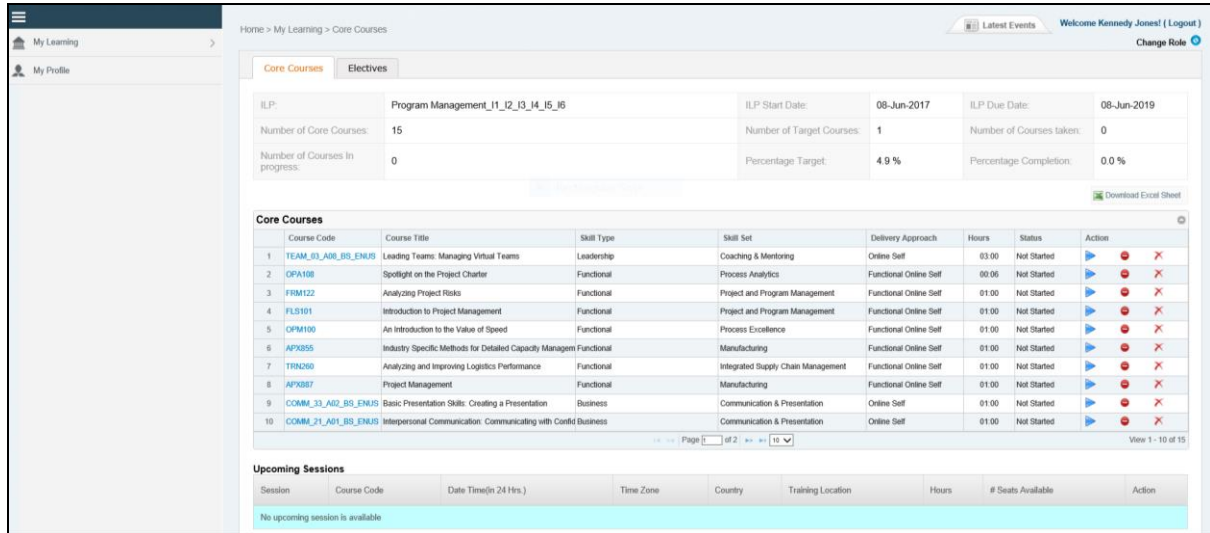 Home > My Learning > Core Courses
Latest Events
Welcome Kennedy Jones! ( Logout )
Change Role
My Learning
My Profile
Core Courses Electives
ILP: Program Management_I1_I2_I3_I4_I5_I6 ILP Start Date: 08-Jun-2017 ILP Due Date: 08-Jun-2019
Number of Core Courses: 15 Number of Target Courses: 1 Number of Courses taken: 0
Number of Courses In progress: 0 Percentage Target: 4.9 % Percentage Completion: 0.0 %
Download Excel Sheet
Core Courses
Course Code Course Title Skill Type Skill Set Delivery Approach Hours Status Action
1 TEAM_03_A08_BS_ENUS Leading Teams: Managing Virtual Teams Leadership Coaching & Mentoring Online Self 03:00 Not Started
2 OPA108 Spotlight on the Project Charter Functional Process Analytics Functional Online Self 00:06 Not Started
3 FRM122 Analyzing Project Risks Functional Project and Program Management Functional Online Self 01:00 Not Started
4 FLS101 Introduction to Project Management Functional Project and Program Management Functional Online Self 01:00 Not Started
5 OPM100 An Introduction to the Value of Speed Functional Process Excellence Functional Online Self 01:00 Not Started
6 APX855 Industry Specific Methods for Detailed Capacity Managem Functional Manufacturing Functional Online Self 01:00 Not Started
7 TRN260 Analyzing and Improving Logistics Performance Functional Integrated Supply Chain Management Functional Online Self 01:00 Not Started
8 APX887 Project Management Functional Manufacturing Functional Online Self 01:00 Not Started
9 COMM_33_A02_BS_ENUS Basic Presentation Skills: Creating a Presentation Business Communication & Presentation Online Self 01:00 Not Started
10 COMM_21_A01_BS_ENUS Interpersonal Communication: Communicating with Confid Business Communication & Presentation Online Self 01:00 Not Started
Page 1 of 2 10 View 1 - 10 of 15
Upcoming Sessions
Session Course Code Date Time(in 24 Hrs.) Time Zone Country Training Location Hours # Seats Available Action
No upcoming session is available